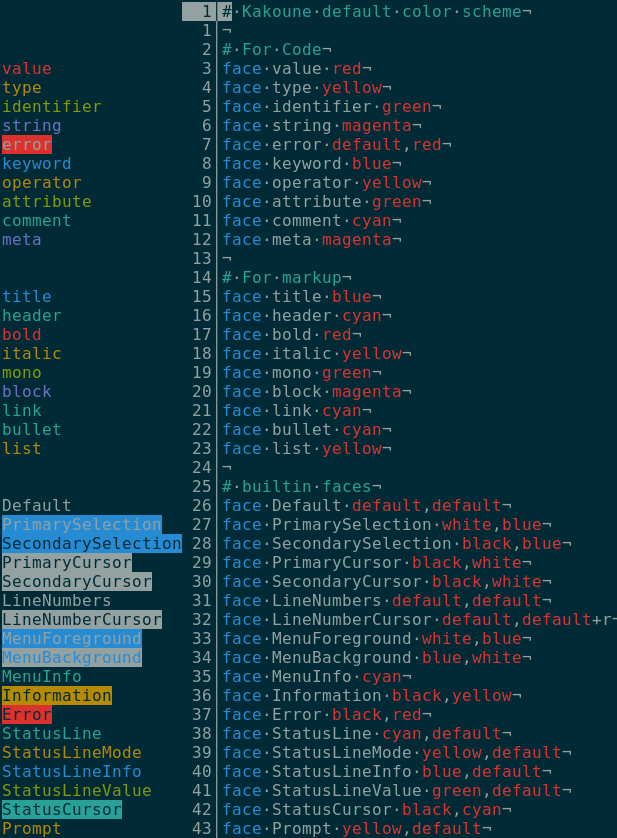 1 #·Kakoune·default·color·scheme¬
1 ¬
2 #·For·Code¬
value 3 face·value·red¬
type 4 face·type·yellow¬
identifier 5 face·identifier·green¬
string 6 face·string·magenta¬
error 7 face·error·default,red¬
keyword 8 face·keyword·blue¬
operator 9 face·operator·yellow¬
attribute 10 face·attribute·green¬
comment 11 face·comment·cyan¬
meta 12 face·meta·magenta¬
13 ¬
14 #·For·markup¬
title 15 face·title·blue¬
header 16 face·header·cyan¬
bold 17 face·bold·red¬
italic 18 face·italic·yellow¬
mono 19 face·mono·green¬
block 20 face·block·magenta¬
link 21 face·link·cyan¬
bullet 22 face·bullet·cyan¬
list 23 face·list·yellow¬
24 ¬
25 #·builtin·faces¬
Default 26 face·Default·default,default¬
PrimarySelection 27 face·PrimarySelection·white,blue¬
SecondarySelection 28 face·SecondarySelection·black,blue¬
PrimaryCursor 29 face·PrimaryCursor·black,white¬
SecondaryCursor 30 face·SecondaryCursor·black,white¬
LineNumbers 31 face·LineNumbers·default,default¬
LineNumberCursor 32 face·LineNumberCursor·default,default+r¬
MenuForeground 33 face·MenuForeground·white,blue¬
MenuBackground 34 face·MenuBackground·blue,white¬
MenuInfo 35 face·MenuInfo·cyan¬
Information 36 face·Information·black,yellow¬
Error 37 face·Error·black,red¬
StatusLine 38 face·StatusLine·cyan,default¬
StatusLineMode 39 face·StatusLineMode·yellow,default¬
StatusLineInfo 40 face·StatusLineInfo·blue,default¬
StatusLineValue 41 face·StatusLineValue·green,default¬
StatusCursor 42 face·StatusCursor·black,cyan¬
Prompt 43 face·Prompt·yellow,default¬